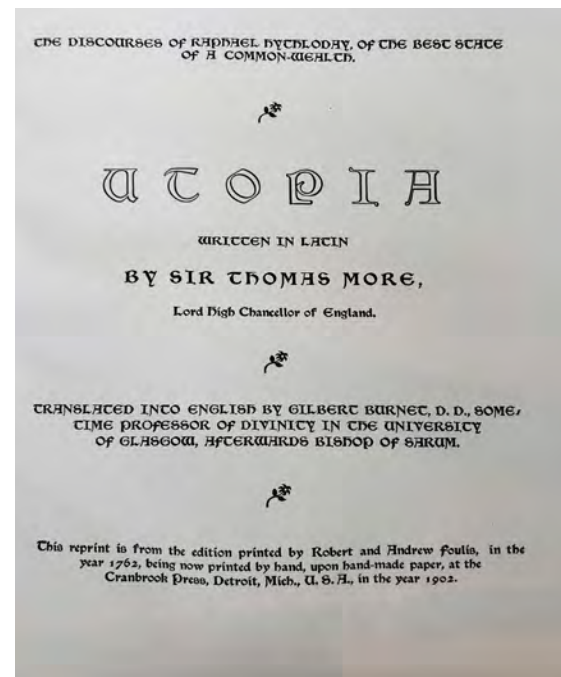 THE DISCOURSES OF RAPHAEL HYTHLODAY, OF THE BEST STATE
OF A COMMON-WEALTH.
UTOPIA
WRITTEN IN LATIN
BY SIR THOMAS MORE,
Lord High Chancellor of England.
TRANSLATED INTO ENGLISH BY GILBERT BURNET, D. D., SOME-
TIME PROFESSOR OF DIVINITY IN THE UNIVERSITY
OF GLASGOW, AFTERWARDS BISHOP OF SARUM.
This reprint is from the edition printed by Robert and Andrew Foulis, in the
year 1762, being now printed by hand, upon hand-made paper, at the
Cranbrook Press, Detroit, Mich., U. S. A., in the year 1902.